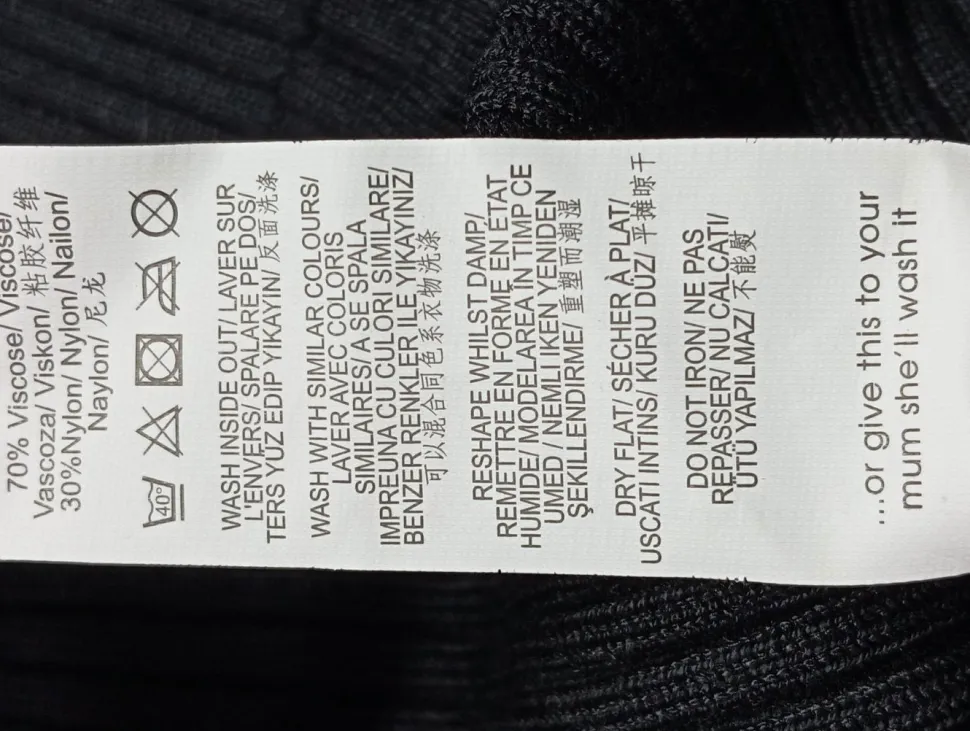 70% Viscose/ Viscose/
Vascoza/ Viskon/ 粘胶纤维
30%Nylon/ Nylon/ Nailon/
Naylon/ 尼龙
40°
WASH INSIDE OUT/ LAVER SUR
L'ENVERS/ SPALARE PE DOS/
TERS YUZ EDIP YIKAYIN/ 反面洗涤
WASH WITH SIMILAR COLOURS/
LAVER AVEC COLORIS
SIMILAIRES/A SE SPALA
IMPREUNA CU CULORI SIMILARE/
BENZER RENKLER ILE YIKAYINIZ/
可以混合同色系衣物洗涤
RESHAPE WHILST DAMP/
REMETTRE EN FORME EN ÉTAT
HUMIDE/ MODELAREA IN TIMP CE
UMED/ NEMLI IKEN YENIDEN
ŞEKILLENDIRME/ 重塑而潮湿
DRY FLAT/ SÉCHER À PLAT/
USCATI INTINS/ KURU DÜZ/ 平摊晾干
DO NOT IRON/ NE PAS
REPASSER/ NU CALCATI/
ÜTÜ YAPILMAZ/ 不能熨
...or give this to your
mum she'll wash it